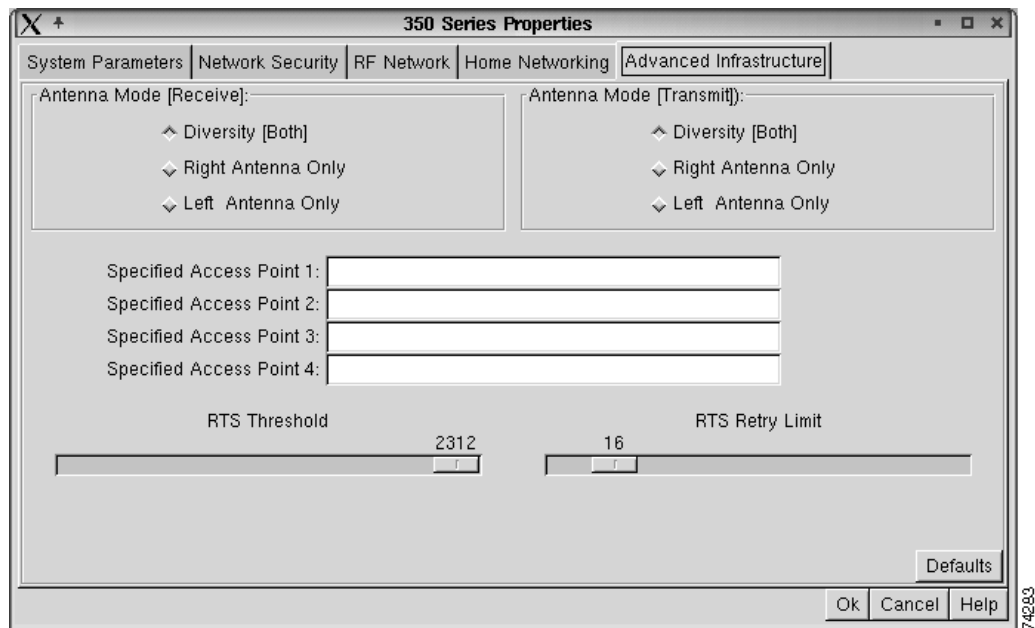 350 Series Properties
System Parameters Network Security RF Network Home Networking Advanced Infrastructure
Antenna Mode [Receive]: Antenna Mode [Transmit]):
Diversity [Both] Diversity [Both]
Right Antenna Only Right Antenna Only
Left Antenna Only Left Antenna Only
Specified Access Point 1:
Specified Access Point 2:
Specified Access Point 3:
Specified Access Point 4:
RTS Threshold RTS Retry Limit
2312 16
Defaults
Ok Cancel Help
74283